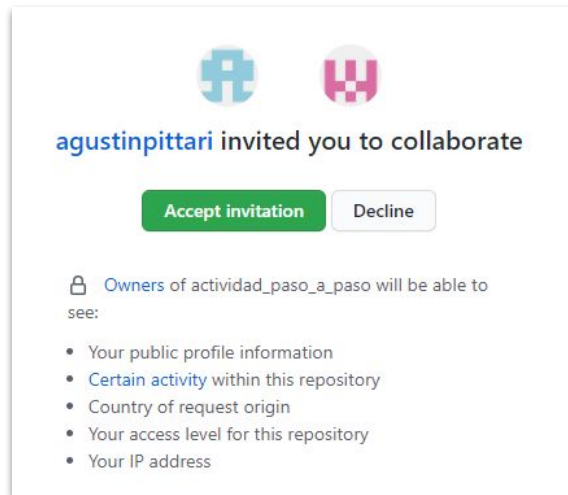 agustinpittari invited you to collaborate
Accept invitation
Decline
Owners of actividad_paso_a_paso will be able to
see:
• Your public profile information
• Certain activity within this repository
• Country of request origin
• Your access level for this repository
• Your IP address